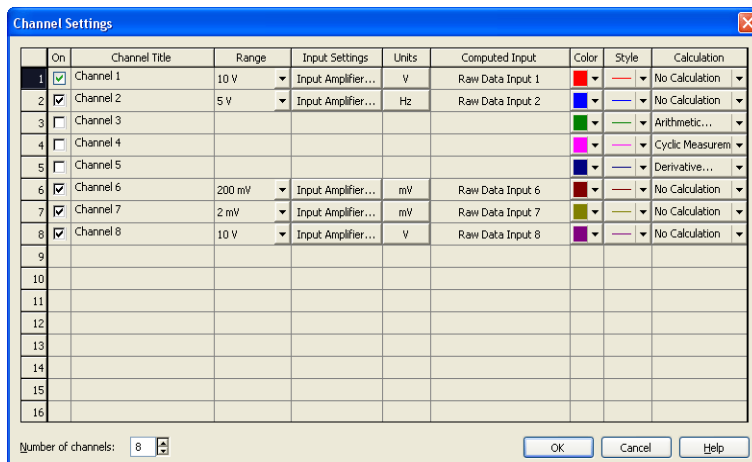 Channel Settings
On Channel Title Range Input Settings Units Computed Input Color Style Calculation
1 Channel 1 10 V Input Amplifier... V Raw Data Input 1 No Calculation
2 Channel 2 5 V Input Amplifier... Hz Raw Data Input 2 No Calculation
3 Channel 3 Arithmetic...
4 Channel 4 Cyclic Measurem
5 Channel 5 Derivative...
6 Channel 6 200 mV Input Amplifier... mV Raw Data Input 6 No Calculation
7 Channel 7 2 mV Input Amplifier... mV Raw Data Input 7 No Calculation
8 Channel 8 10 V Input Amplifier... V Raw Data Input 8 No Calculation
9
10
11
12
13
14
15
16
Number of channels: 8 OK Cancel Help